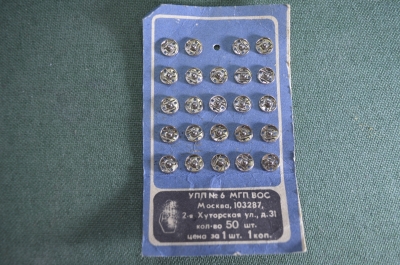 УПП № 6 МГП ВОС
Москва, 103287,
2-я Хуторская ул., д.31
кол-во 50 шт.
цена за 1 шт. 1 коп.